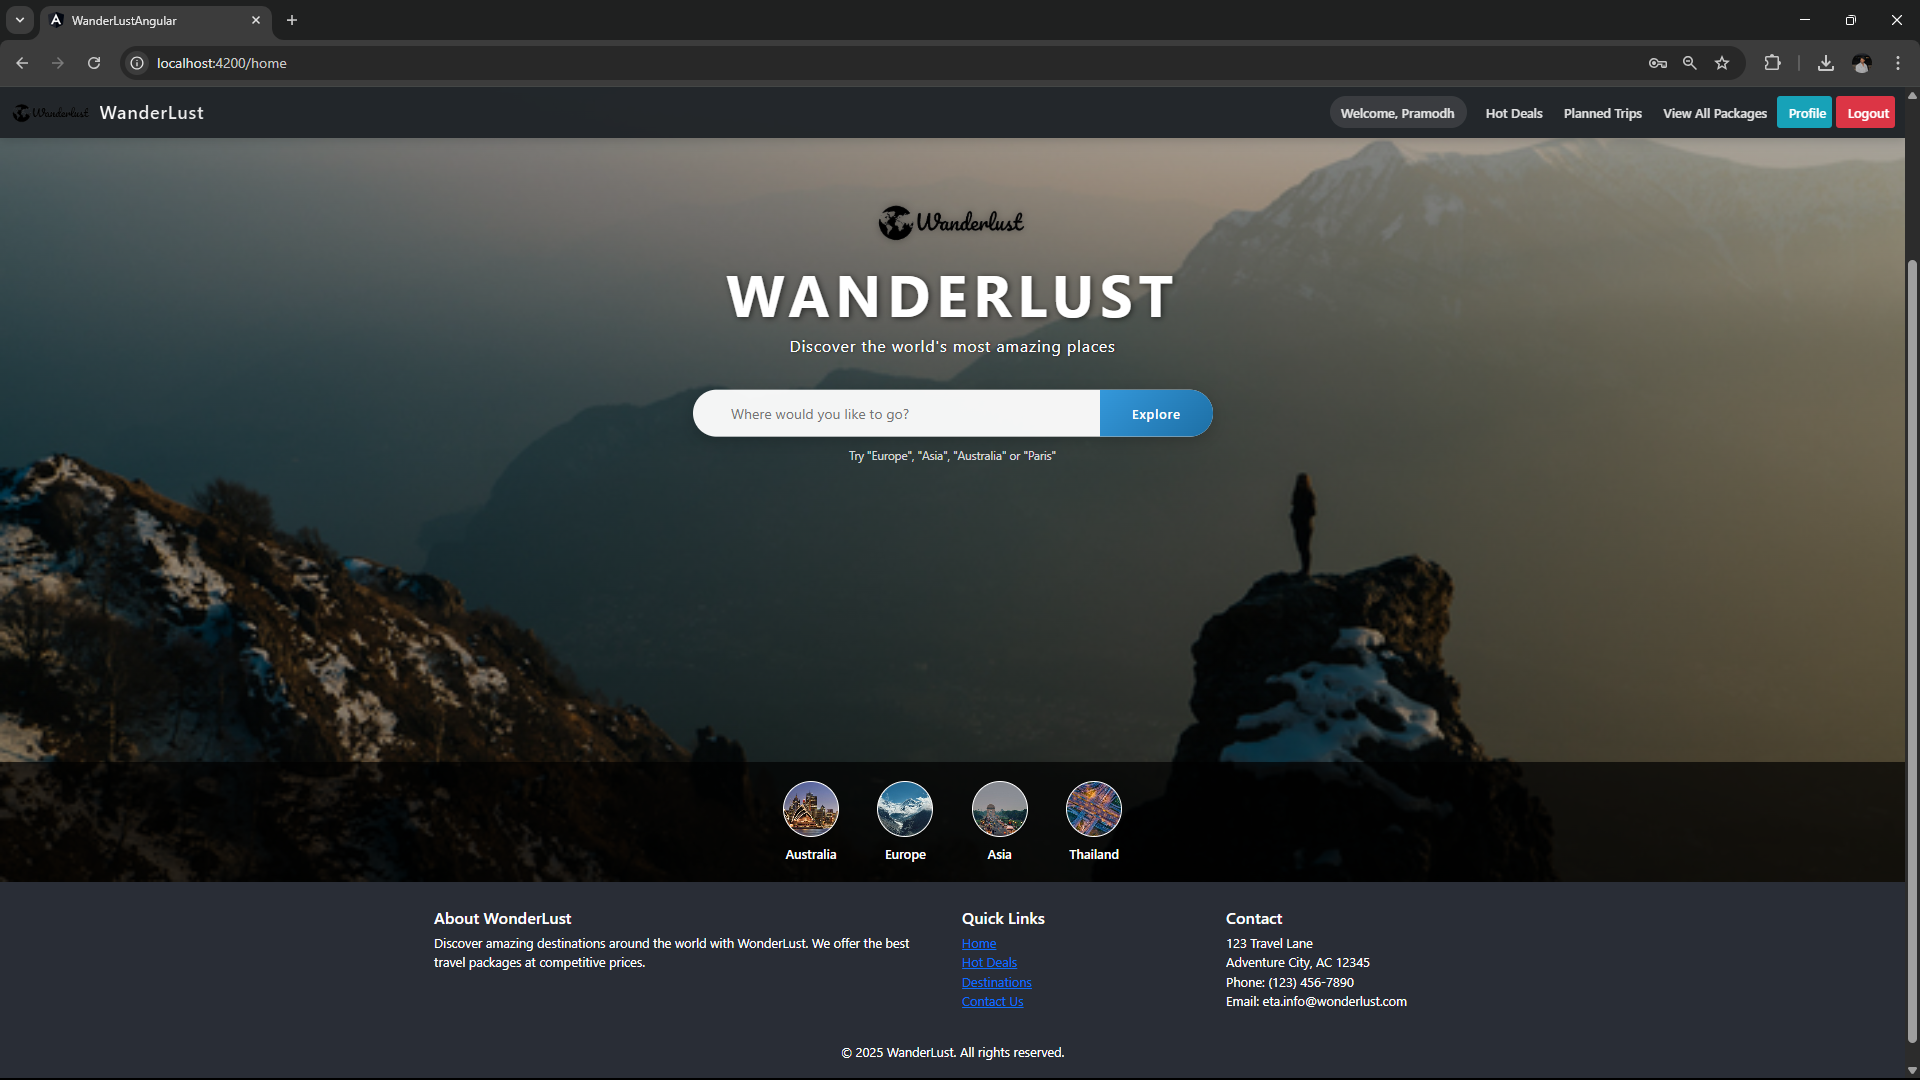 WanderLustAngular
localhost:4200/home
Wanderlust WanderLust Welcome, Pramodh Hot Deals Planned Trips View All Packages Profile Logout
Wanderlust
WANDERLUST
Discover the world's most amazing places
Where would you like to go? Explore
Try "Europe", "Asia", "Australia" or "Paris"
Australia Europe Asia Thailand
About WonderLust
Discover amazing destinations around the world with WonderLust. We offer the best
travel packages at competitive prices.
Quick Links
Home
Hot Deals
Destinations
Contact Us
Contact
123 Travel Lane
Adventure City, AC 12345
Phone: (123) 456-7890
Email: eta.info@wonderlust.com
© 2025 WanderLust. All rights reserved.